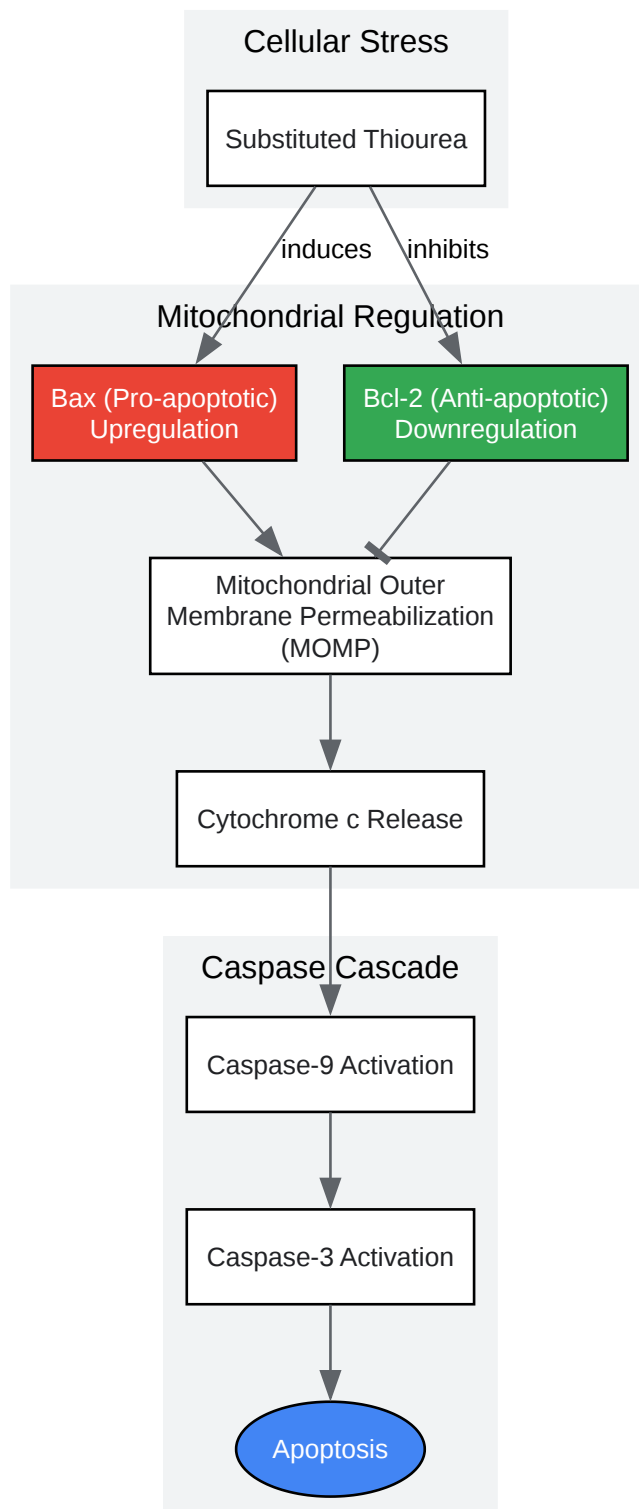 Cellular Stress
Substituted Thiourea
induces
inhibits
Mitochondrial Regulation
Bax (Pro-apoptotic)
Upregulation
Bcl-2 (Anti-apoptotic)
Downregulation
Mitochondrial Outer
Membrane Permeabilization
(MOMP)
Cytochrome c Release
Caspase Cascade
Caspase-9 Activation
Caspase-3 Activation
Apoptosis